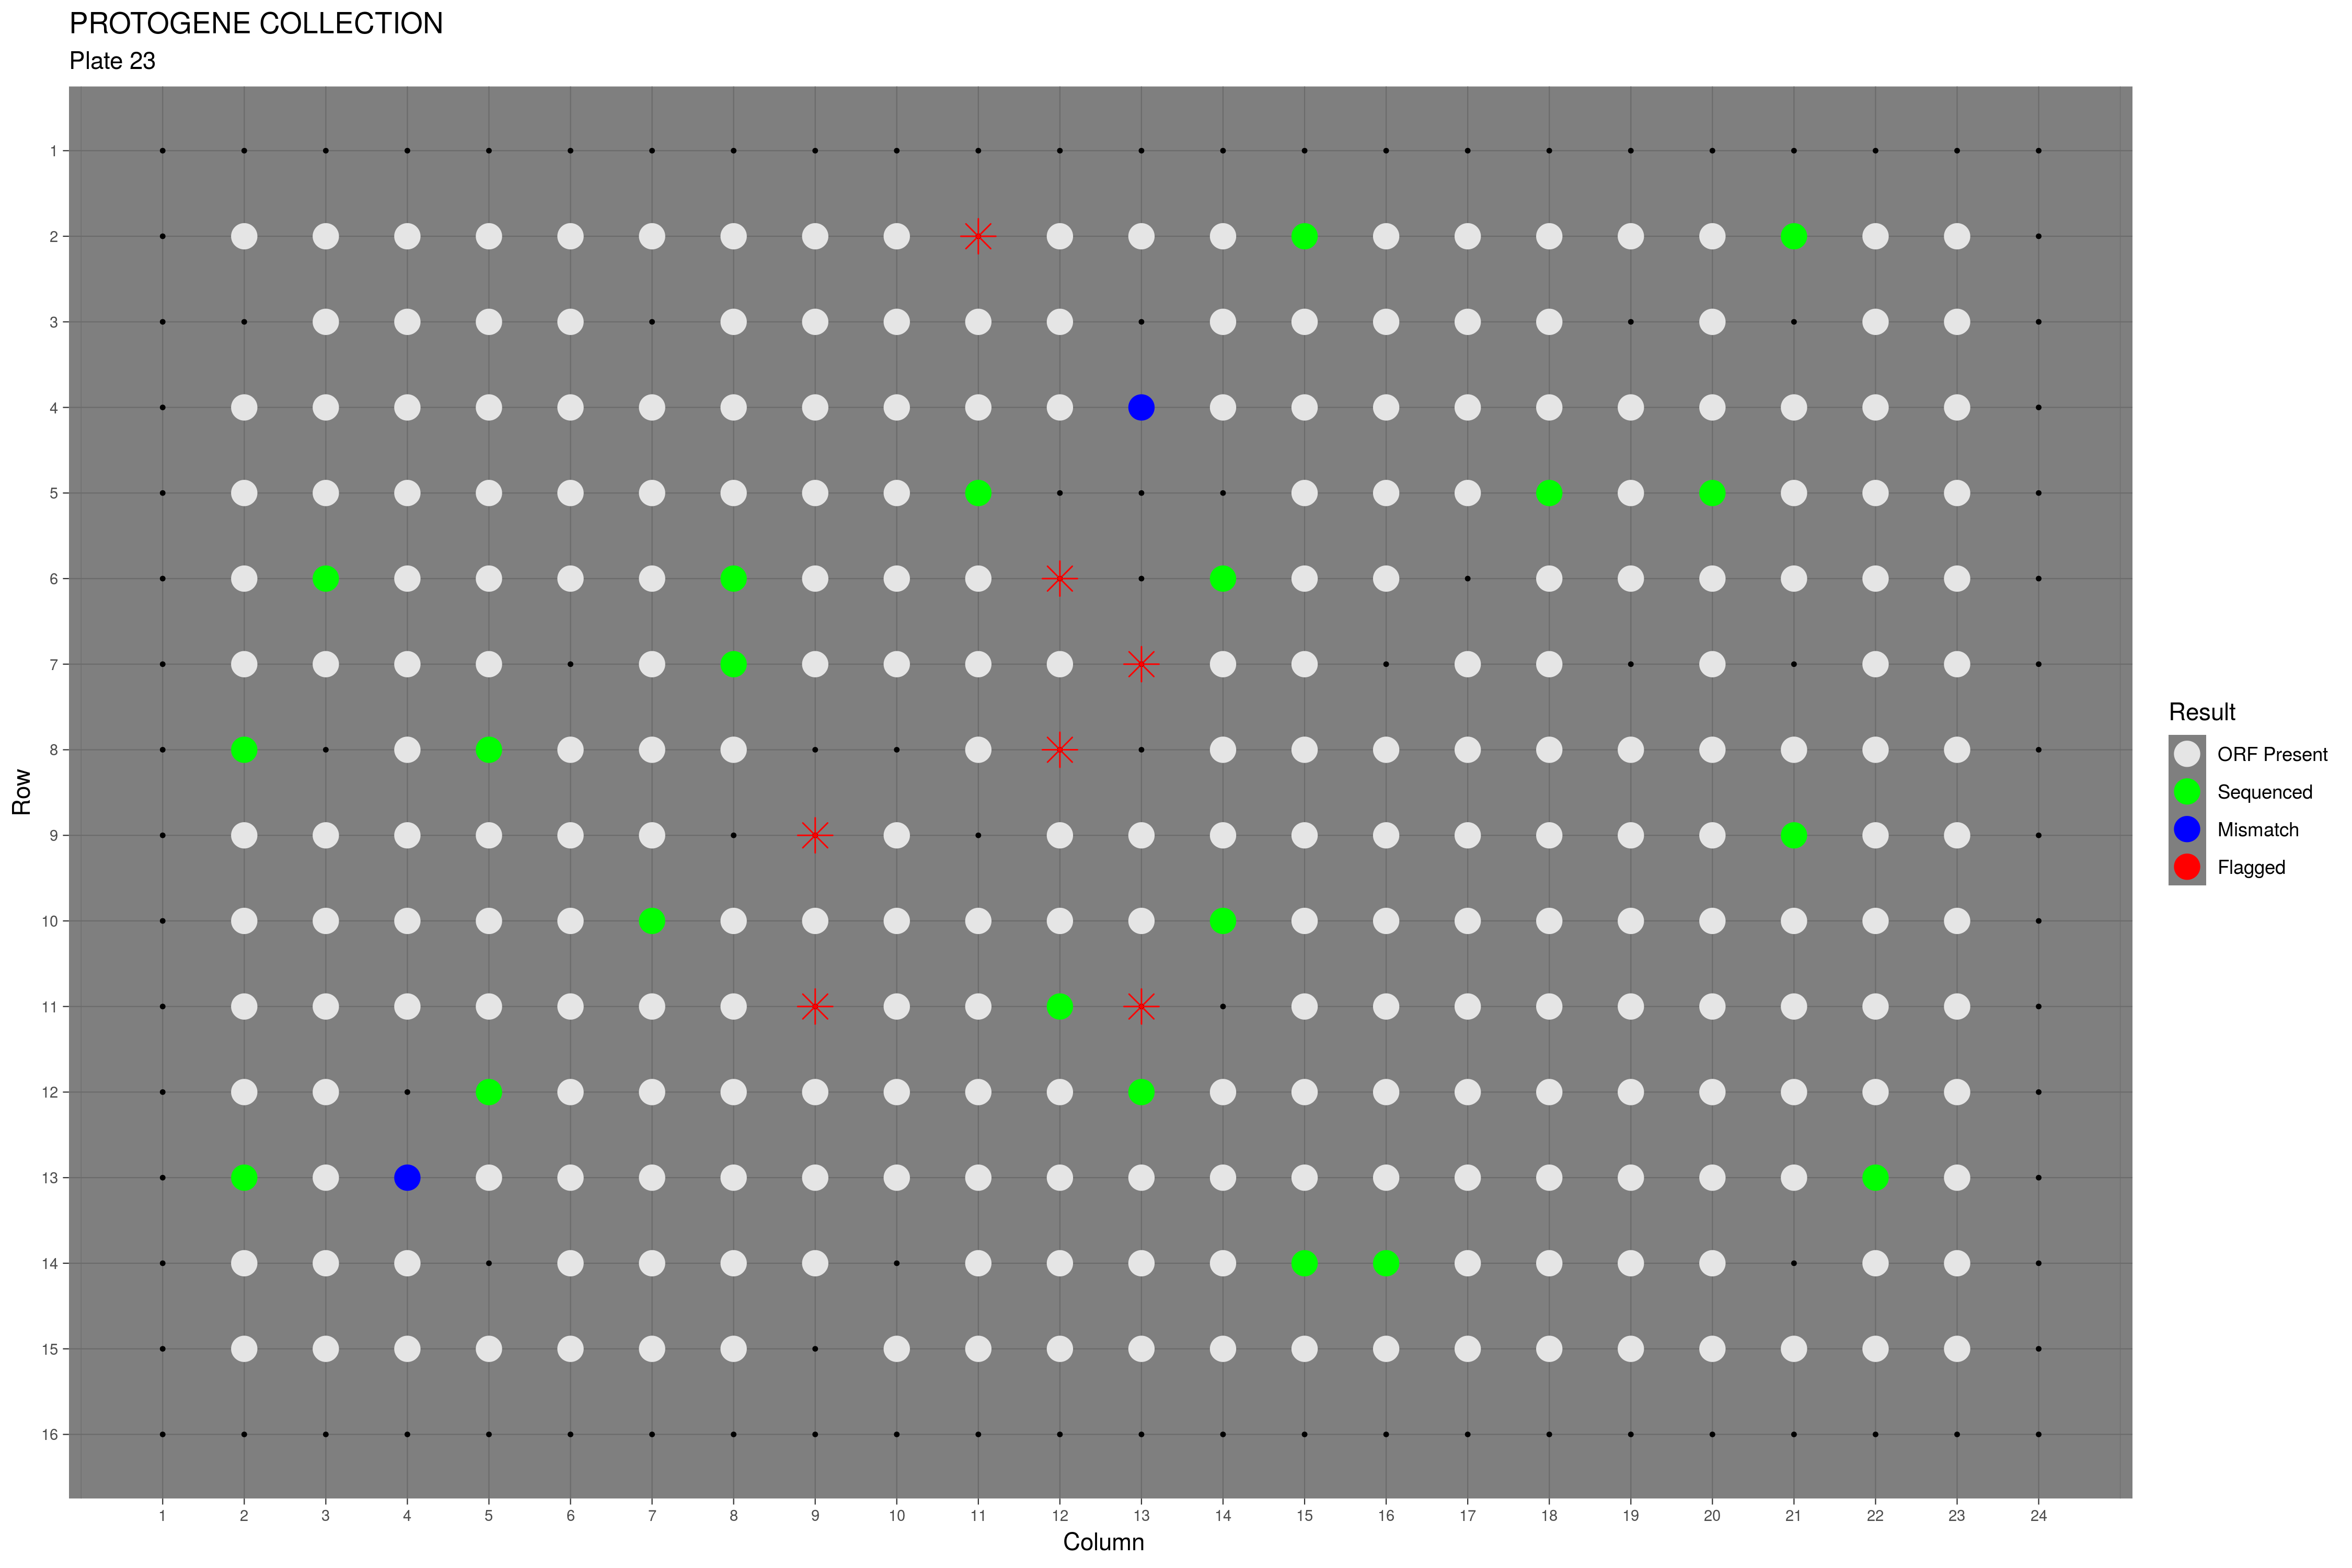 PROTOGENE COLLECTION
Plate 23
1
2
3
4
5
6
7
8
9
10
11
12
13
14
15
16
Row
1 2 3 4 5 6 7 8 9 10 11 12 13 14 15 16 17 18 19 20 21 22 23 24
Column
Result
ORF Present
Sequenced
Mismatch
Flagged